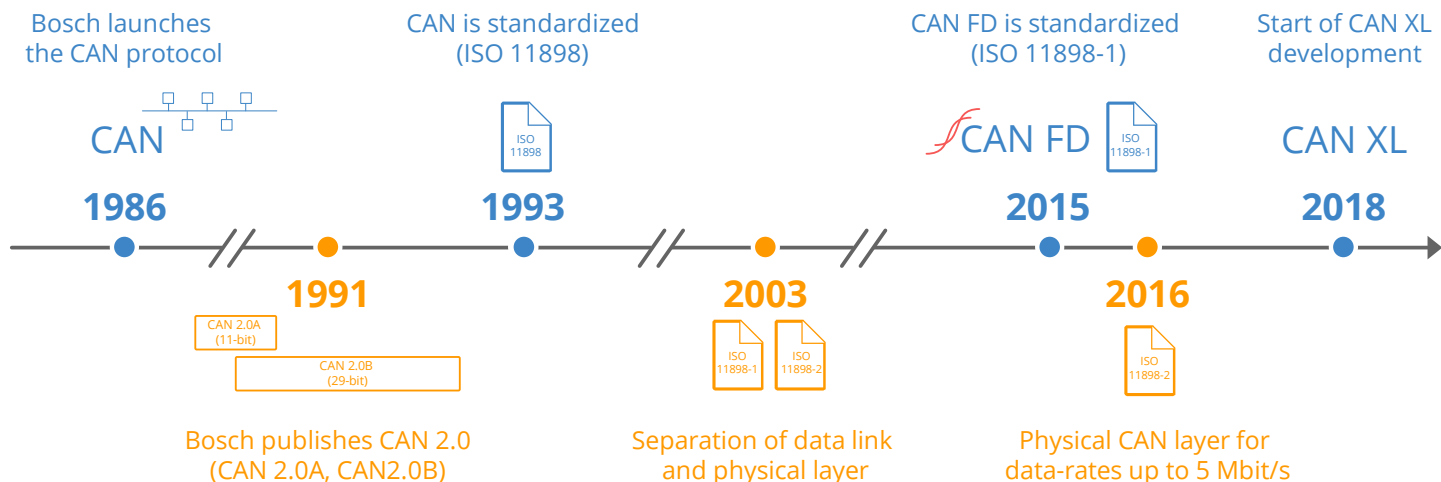 Bosch launches
the CAN protocol
CAN
1986
CAN is standardized
(ISO 11898)
ISO
11898
1993
CAN FD is standardized
(ISO 11898-1)
CAN FD
ISO
11898-1
2015
Start of CAN XL
development
CAN XL
2018
1991
CAN 2.0A
(11-bit)
CAN 2.0B
(29-bit)
Bosch publishes CAN 2.0
(CAN 2.0A, CAN2.0B)
2003
ISO
11898-1
ISO
11898-2
Separation of data link
and physical layer
2016
ISO
11898-2
Physical CAN layer for
data-rates up to 5 Mbit/s